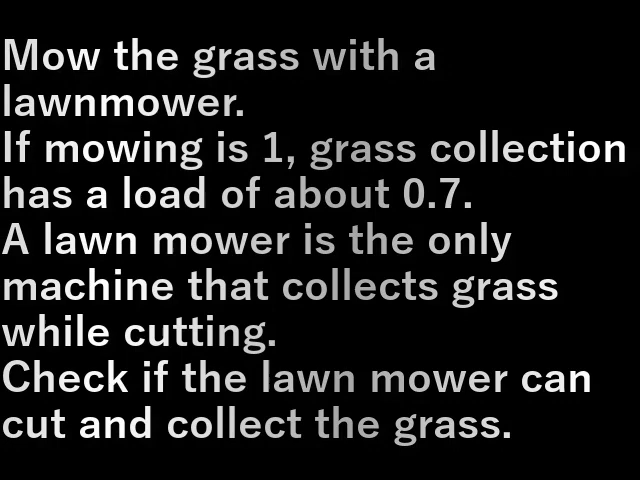 Mow the grass with a
lawnmower.
If mowing is 1, grass collection
has a load of about 0.7.
A lawn mower is the only
machine that collects grass
while cutting.
Check if the lawn mower can
cut and collect the grass.